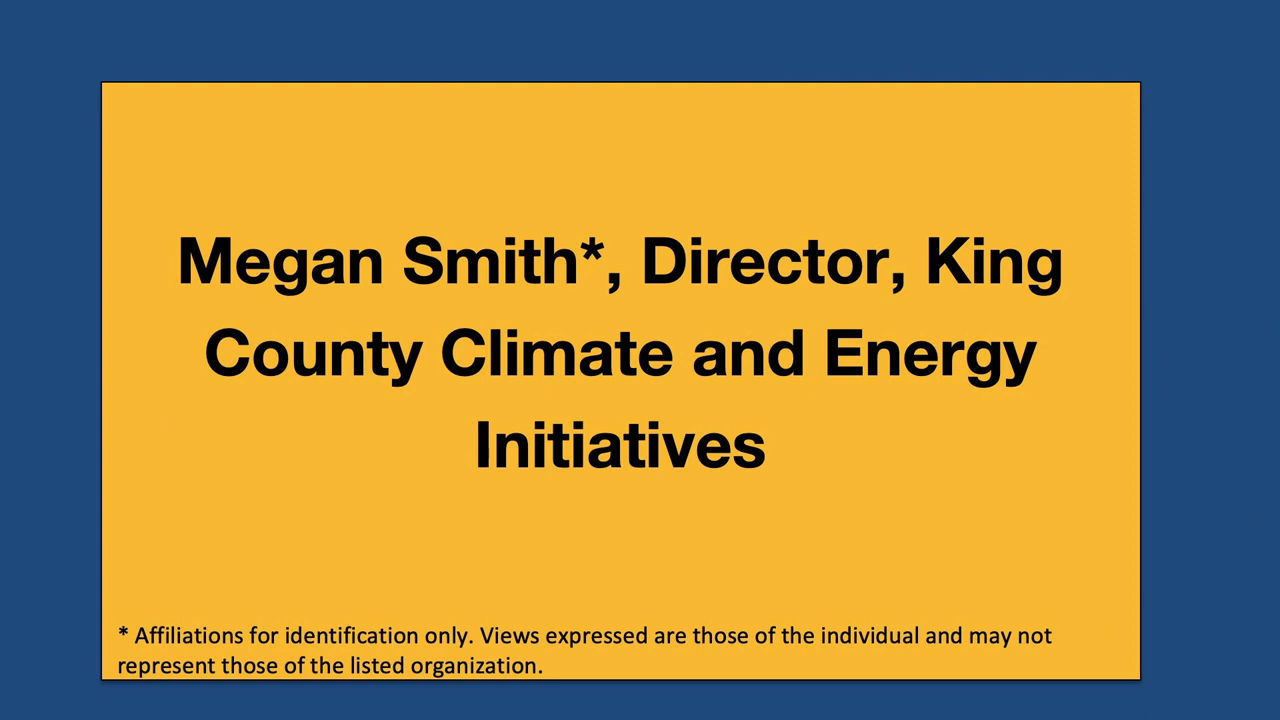 Megan Smith*, Director, King
County Climate and Energy
Initiatives
* Affiliations for identification only. Views expressed are those of the individual and may not
represent those of the listed organization.